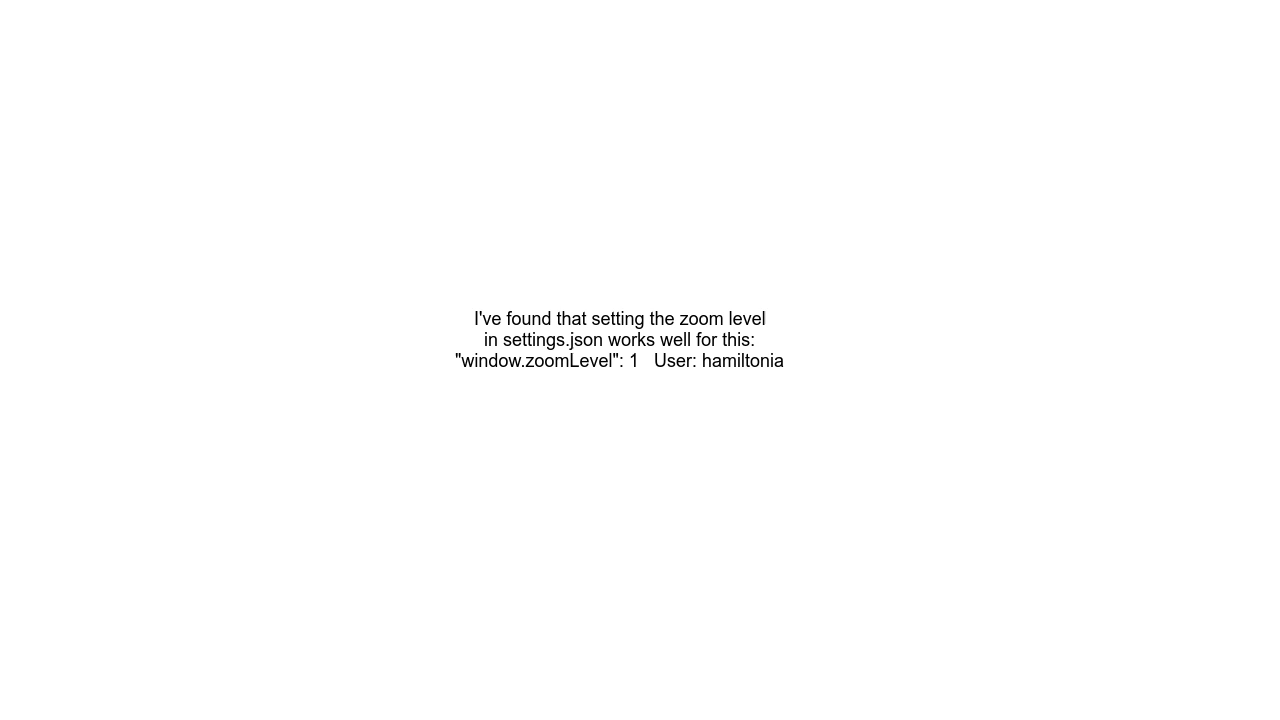 I've found that setting the zoom level
in settings.json works well for this:
"window.zoomLevel": 1   User: hamiltonia